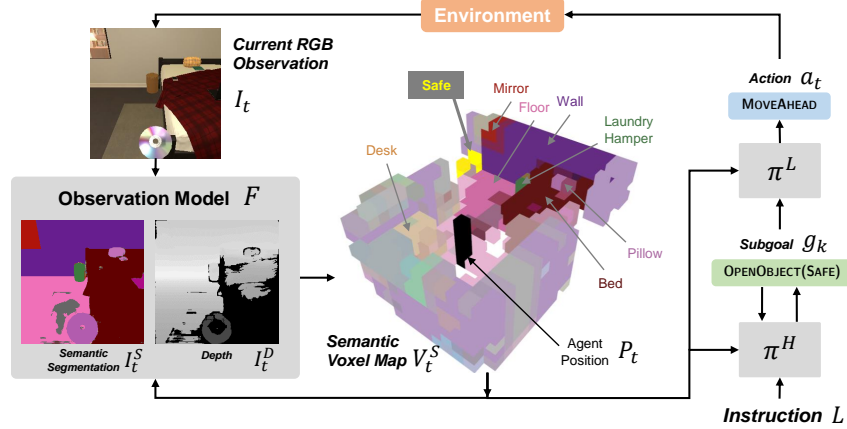 Environment
Current RGB
Observation
I_t
Observation Model F
Semantic
Segmentation I_t^S
Depth I_t^D
Safe
Mirror
Floor
Wall
Laundry
Hamper
Desk
Pillow
Bed
Semantic
Voxel Map V_t^S
Agent
Position P_t
Action a_t
MOVEAHEAD
π^L
Subgoal g_k
OPENOBJECT(SAFE)
π^H
Instruction L